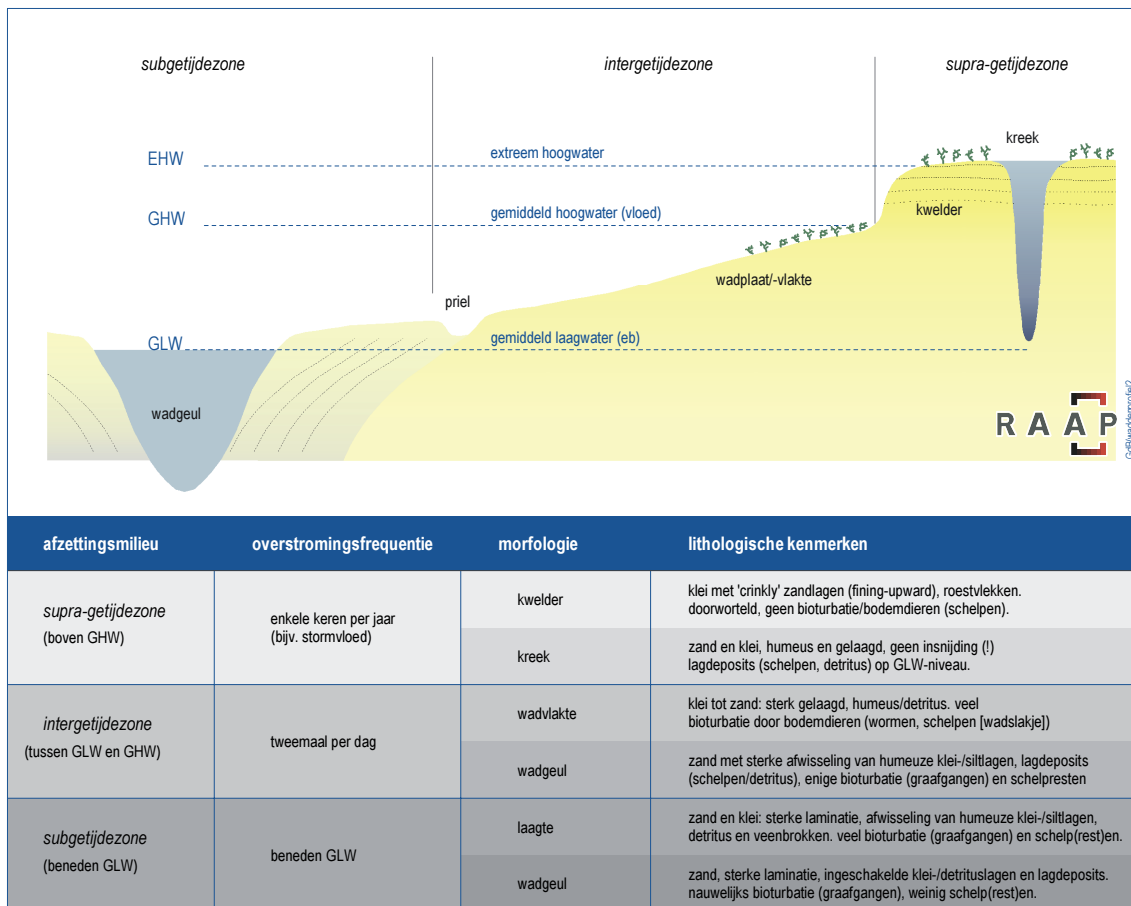 subgetijdezone
intergetijdezone
supra-getijdezone
kreek
EHW
extreem hoogwater
GHW
gemiddeld hoogwater (vloed)
kwelder
wadplaat/-vlakte
priel
GLW
gemiddeld laagwater (eb)
wadgeul
RAAP
afzettingsmilieu
overstromingsfrequentie
morfologie
lithologische kenmerken
supra-getijdezone
(boven GHW)
enkele keren per jaar
(bijv. stormvloed)
kwelder
klei met 'crinkly' zandlagen (fining-upward), roestvlekken.
doorworteld, geen bioturbatie/bodemdieren (schelpen).
kreek
zand en klei, humeus en gelaagd, geen insnijding (!)
lagdeposits (schelpen, detritus) op GLW-niveau.
intergetijdezone
(tussen GLW en GHW)
tweemaal per dag
wadvlakte
klei tot zand: sterk gelaagd, humeus/detritus. veel
bioturbatie door bodemdieren (wormen, schelpen [wadslakje])
wadgeul
zand met sterke afwisseling van humeuze klei-/siltlagen, lagdeposits
(schelpen/detritus), enige bioturbatie (graafgangen) en schelpresten
subgetijdezone
(beneden GLW)
beneden GLW
laagte
zand en klei: sterke laminatie, afwisseling van humeuze klei-/siltlagen,
detritus en veenbrokken. veel bioturbatie (graafgangen) en schelp(rest)en.
wadgeul
zand, sterke laminatie, ingeschakelde klei-/detrituslagen en lagdeposits.
nauwelijks bioturbatie (graafgangen), weinig schelp(rest)en.